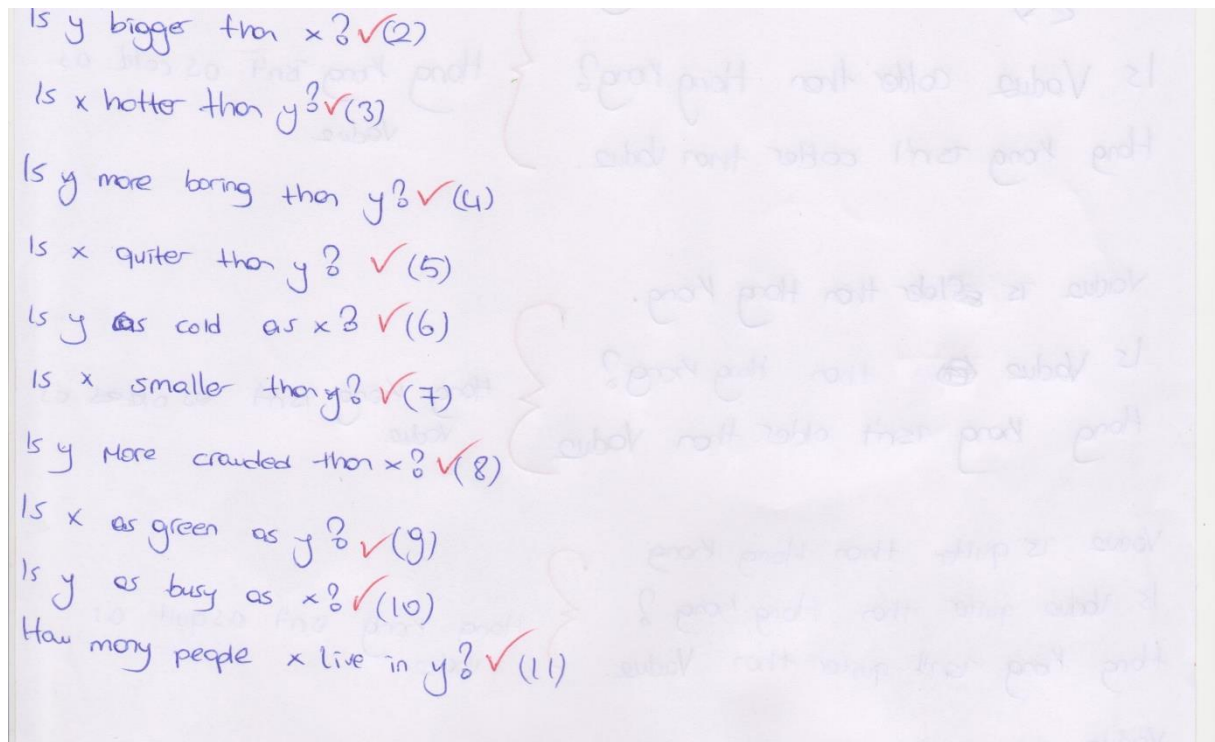 Is y bigger than x? ✓(2)
Is x hotter than y? ✓(3)
Is y more boring than y? ✓(4)
Is x quiter than y? ✓(5)
Is y as cold as x? ✓(6)
Is x smaller than y? ✓(7)
Is y More crowded than x? ✓(8)
Is x as green as y? ✓(9)
Is y as busy as x? ✓(10)
How many people x live in y? ✓(11)